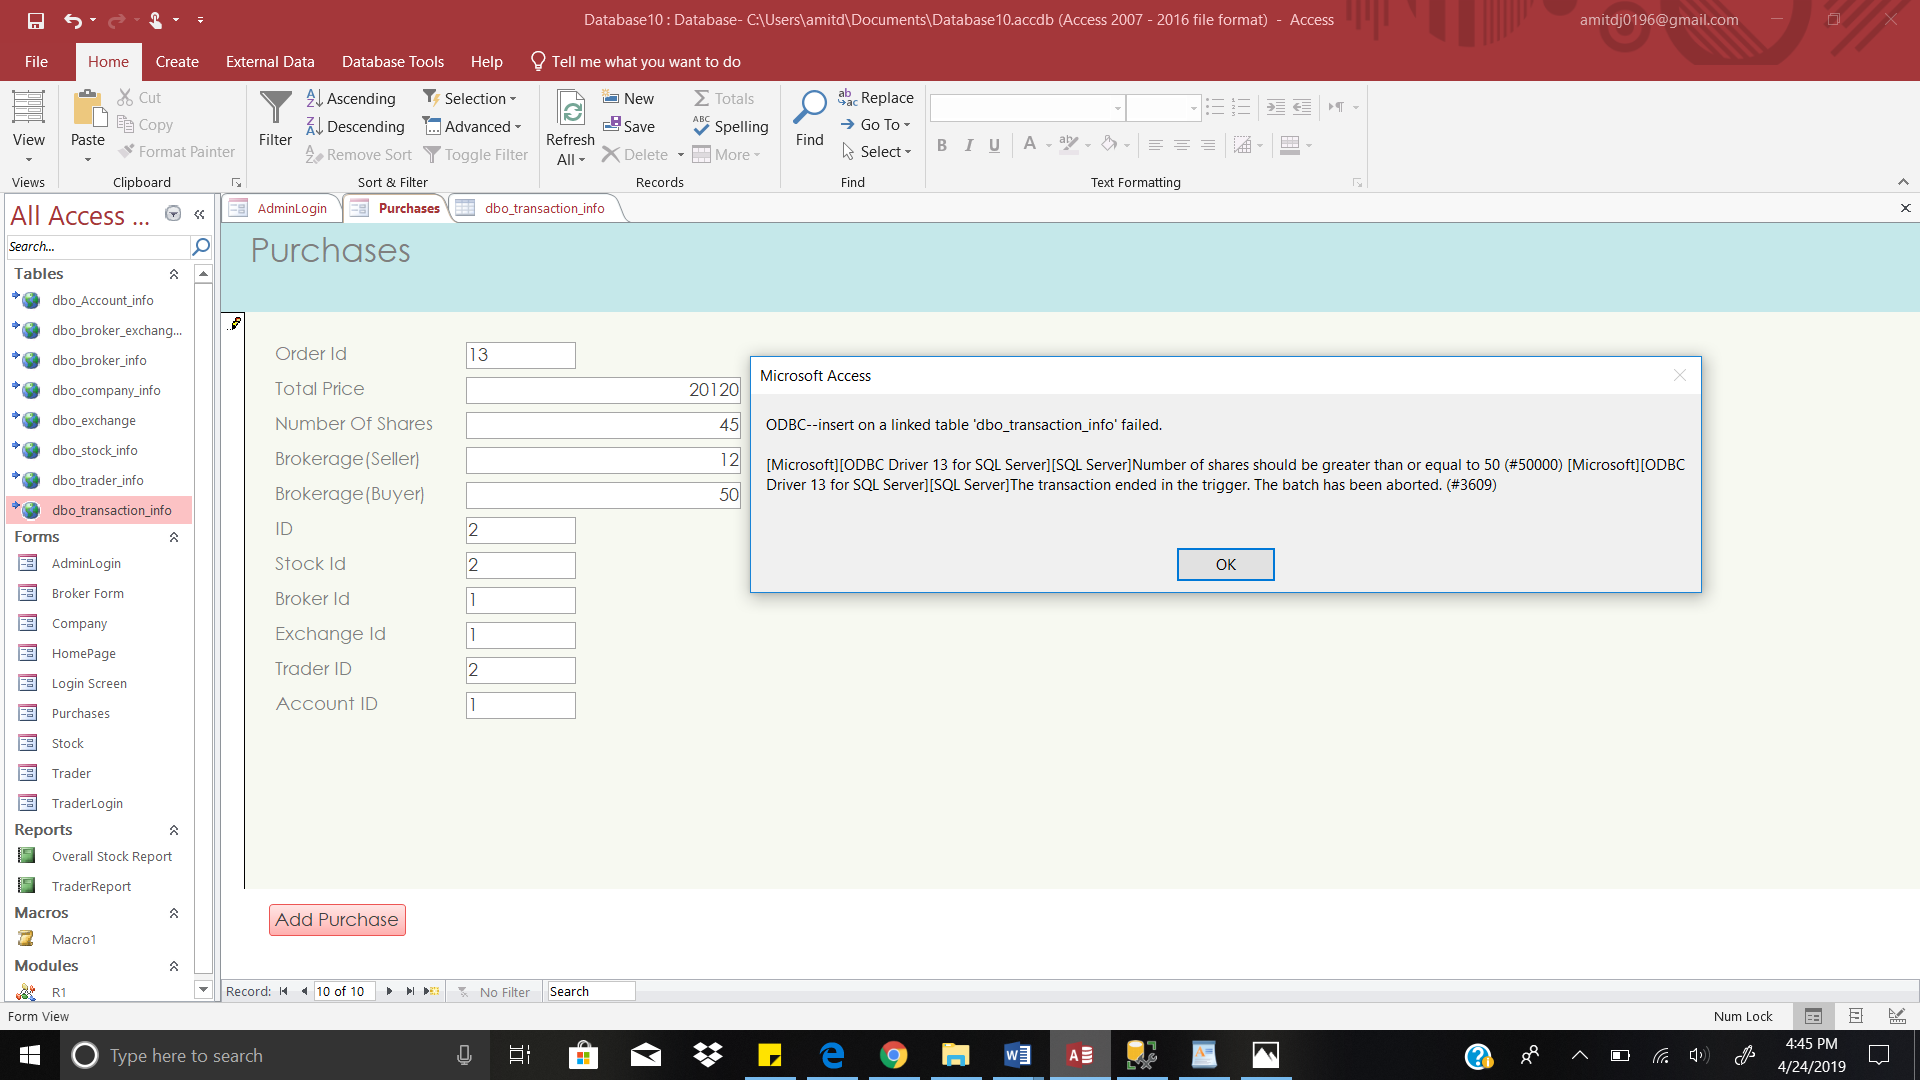 Database10 : Database- C:\Users\amitd\Documents\Database10.accdb (Access 2007 - 2016 file format) - Access
amitdj0196@gmail.com
File Home Create External Data Database Tools Help Tell me what you want to do
View
Paste
Cut
Copy
Format Painter
Filter
Ascending
Descending
Remove Sort
Selection
Advanced
Toggle Filter
Refresh
All
New
Save
Delete
Totals
Spelling
More
Find
Replace
Go To
Select
B I U A
Views Clipboard Sort & Filter Records Find Text Formatting
All Access ...
Search...
Tables
dbo_Account_info
dbo_broker_exchang...
dbo_broker_info
dbo_company_info
dbo_exchange
dbo_stock_info
dbo_trader_info
dbo_transaction_info
Forms
AdminLogin
Broker Form
Company
HomePage
Login Screen
Purchases
Stock
Trader
TraderLogin
Reports
Overall Stock Report
TraderReport
Macros
Macro1
Modules
R1
AdminLogin Purchases dbo_transaction_info
Purchases
Order Id 13
Total Price 20120
Number Of Shares 45
Brokerage(Seller) 12
Brokerage(Buyer) 50
ID 2
Stock Id 2
Broker Id 1
Exchange Id 1
Trader ID 2
Account ID 1
Microsoft Access
ODBC--insert on a linked table 'dbo_transaction_info' failed.
[Microsoft][ODBC Driver 13 for SQL Server][SQL Server]Number of shares should be greater than or equal to 50 (#50000) [Microsoft][ODBC
Driver 13 for SQL Server][SQL Server]The transaction ended in the trigger. The batch has been aborted. (#3609)
OK
Add Purchase
Record: 10 of 10 No Filter Search
Form View
Num Lock
Type here to search
4:45 PM
4/24/2019